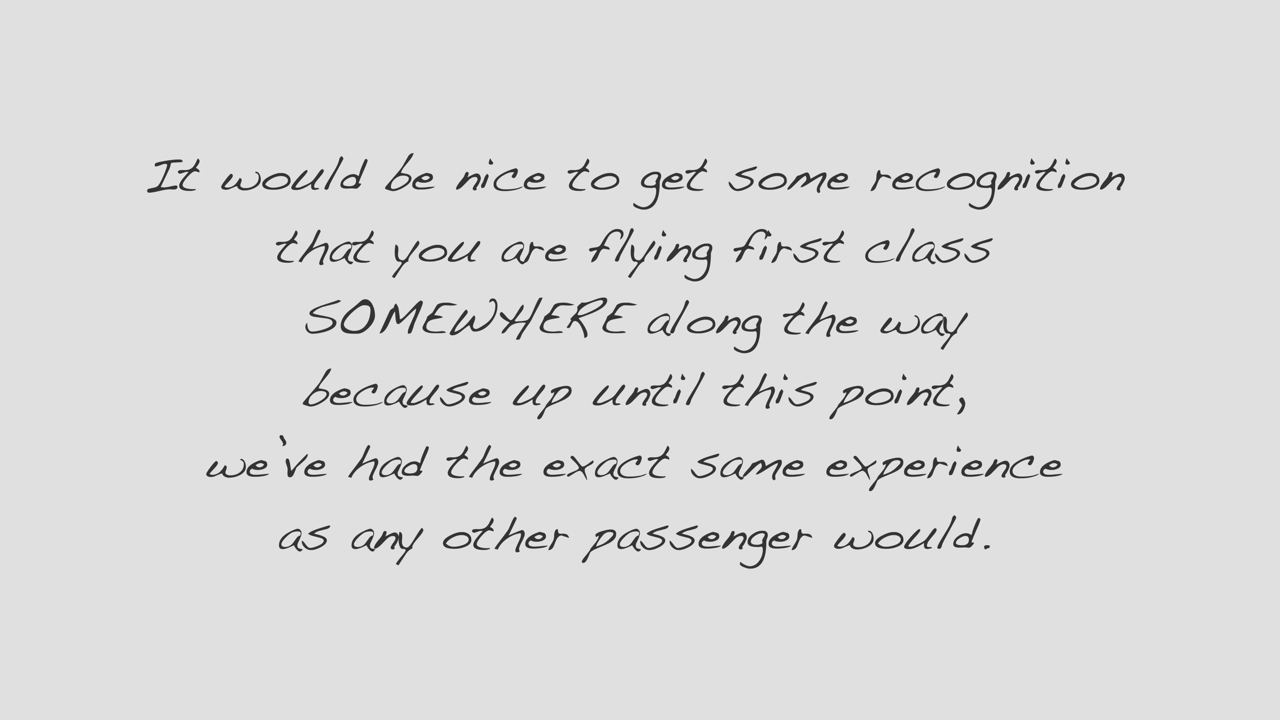 It would be nice to get some recognition
that you are flying first class
SOMEWHERE along the way
because up until this point,
we've had the exact same experience
as any other passenger would.